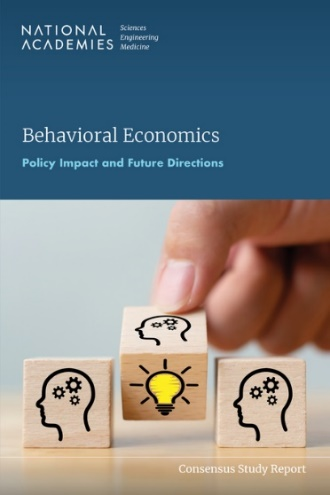 NATIONAL
ACADEMIES
Sciences
Engineering
Medicine
Behavioral Economics
Policy Impact and Future Directions
Consensus Study Report